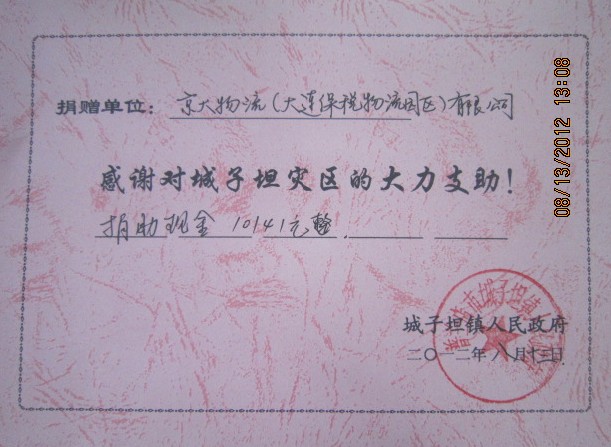 捐赠单位：京大物流（大连保税物流园区）有限公司
感谢对城子坦灾区的大力支助！
捐助现金 10141元整
城子坦镇人民政府
二〇一二年八月十三日
08/13/2012 13:08